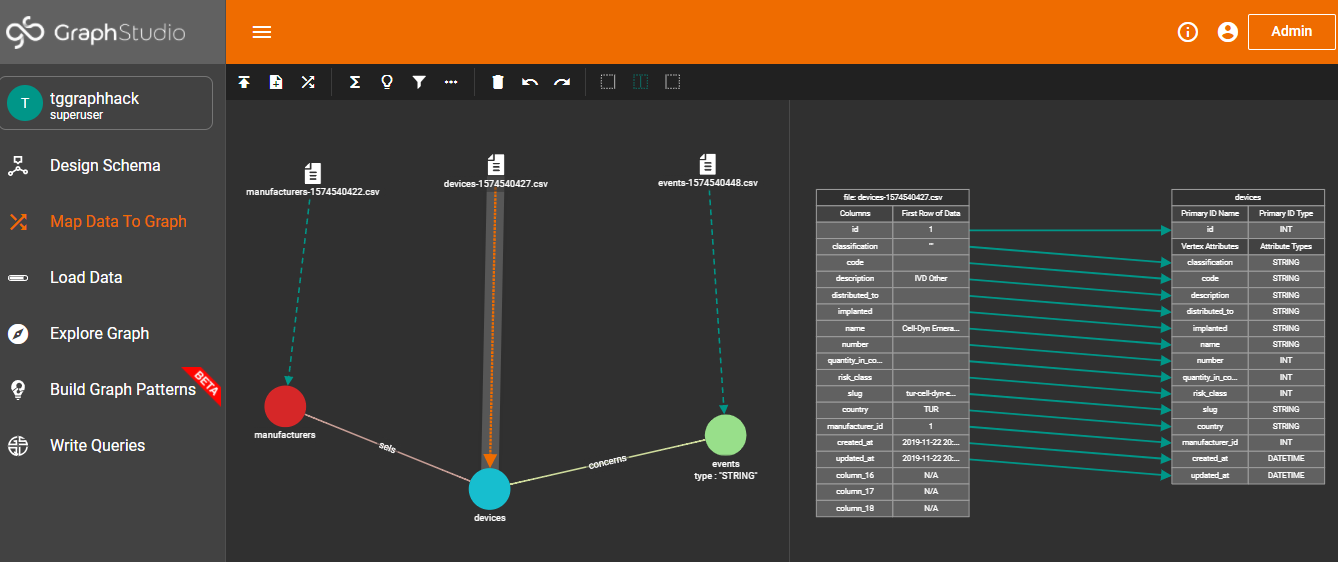 GraphStudio
Admin
T
tggraphhack
superuser
Design Schema
Map Data To Graph
Load Data
Explore Graph
Build Graph Patterns
BETA
Write Queries
manufacturers-1574540422.csv
devices-1574540427.csv
events-1574540448.csv
manufacturers
sels
devices
concerns
events
type : "STRING"
file: devices-1574540427.csv
Columns First Row of Data
id 1
classification ""
code
description IVD Other
distributed_to
implanted
name Cell-Dyn Emera...
number
quantity_in_co...
risk_class
slug tur-cell-dyn-e...
country TUR
manufacturer_id 1
created_at 2019-11-22 20:...
updated_at 2019-11-22 20:...
column_16 N/A
column_17 N/A
column_18 N/A
devices
Primary ID Name Primary ID Type
id INT
Vertex Attributes Attribute Types
classification STRING
code STRING
description STRING
distributed_to STRING
implanted STRING
name STRING
number INT
quantity_in_co... INT
risk_class INT
slug STRING
country STRING
manufacturer_id INT
created_at DATETIME
updated_at DATETIME